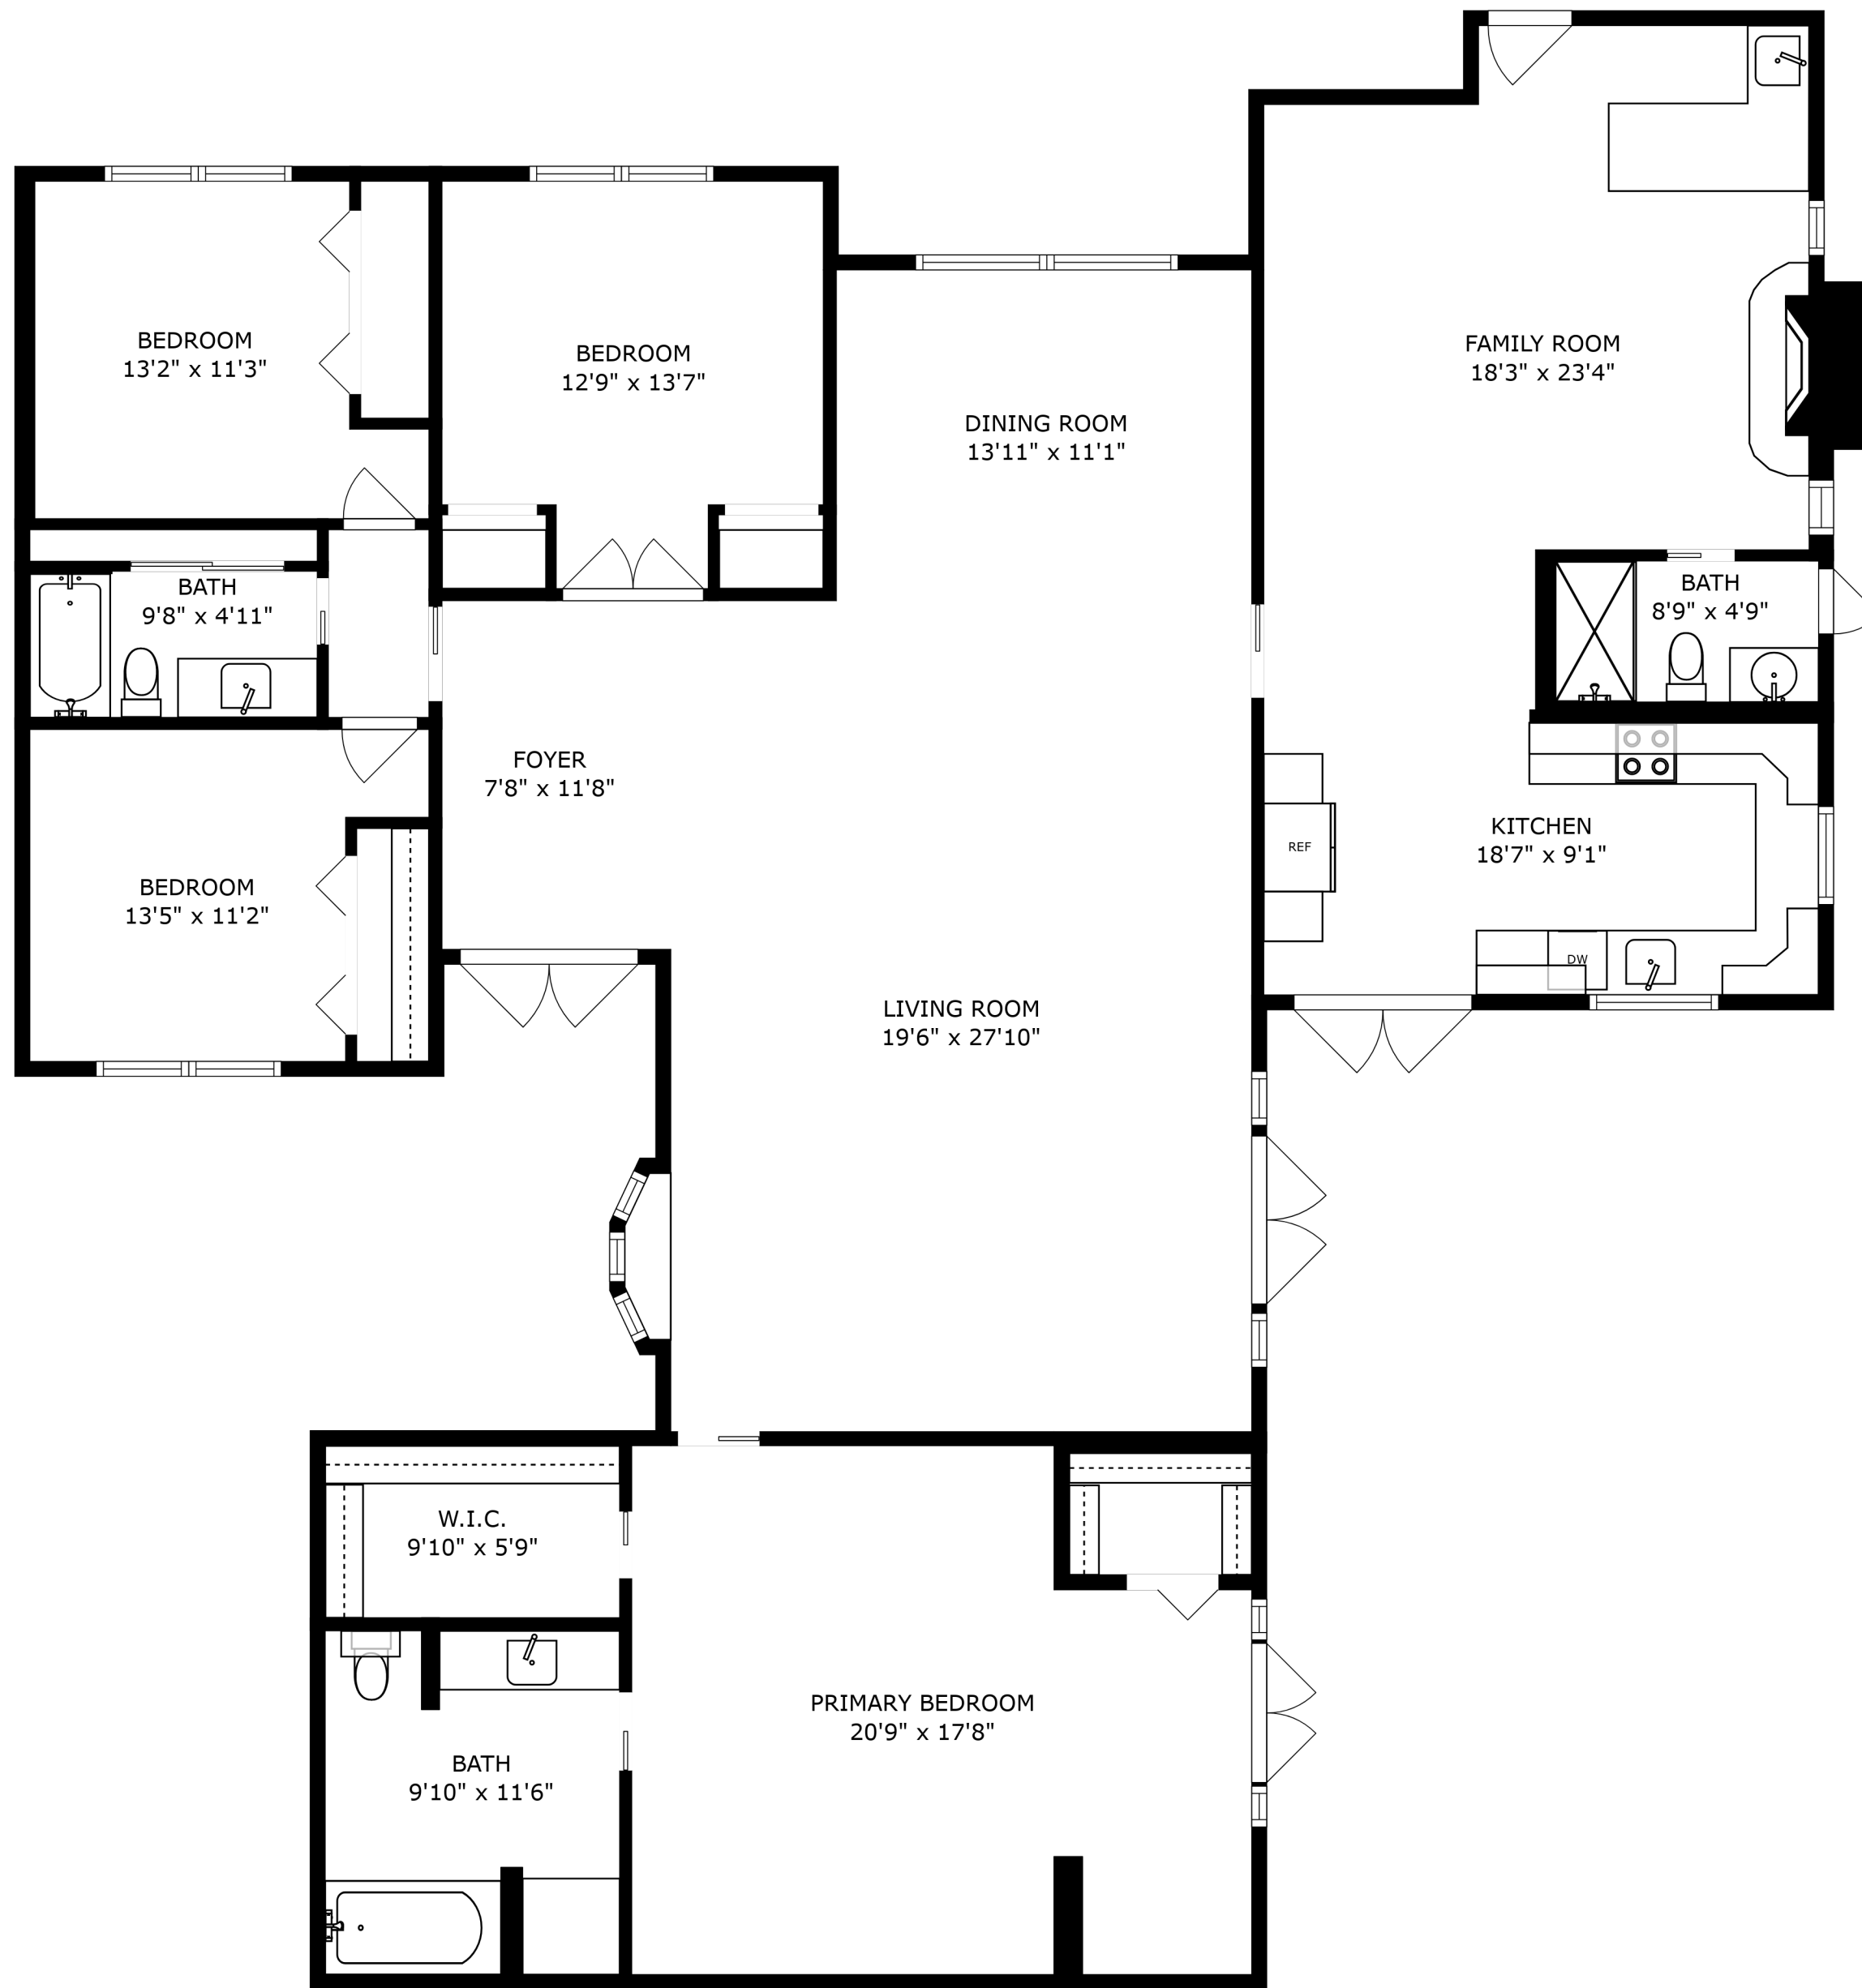 BEDROOM
13'2" x 11'3"
BEDROOM
12'9" x 13'7"
DINING ROOM
13'11" x 11'1"
FAMILY ROOM
18'3" x 23'4"
BATH
9'8" x 4'11"
BATH
8'9" x 4'9"
FOYER
7'8" x 11'8"
REF
KITCHEN
18'7" x 9'1"
BEDROOM
13'5" x 11'2"
DW
LIVING ROOM
19'6" x 27'10"
W.I.C.
9'10" x 5'9"
PRIMARY BEDROOM
20'9" x 17'8"
BATH
9'10" x 11'6"